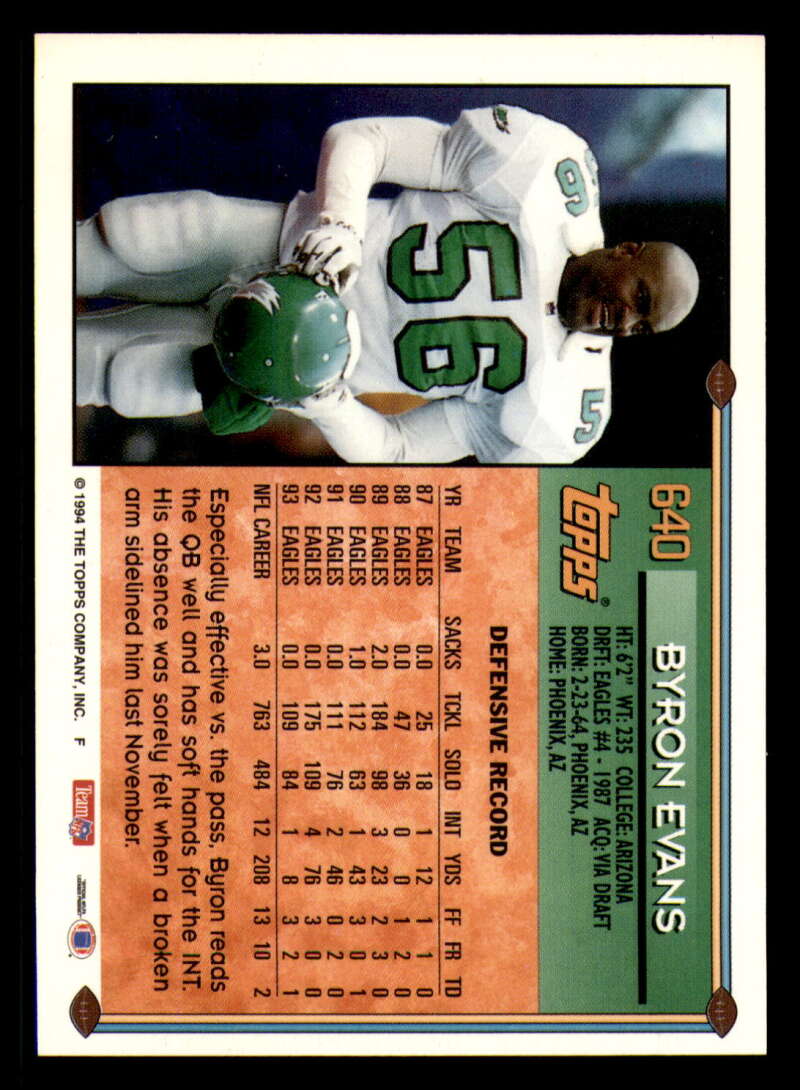 640 BYRON EVANS
Topps®
HT: 6'2" WT: 235 COLLEGE: ARIZONA
DRFT: EAGLES #4 - 1987 ACQ: VIA DRAFT
BORN: 2-23-64, PHOENIX, AZ
HOME: PHOENIX, AZ
DEFENSIVE RECORD
YR TEAM SACKS TCKL SOLO INT YDS FF FR TD
87 EAGLES 0.0 25 18 1 12 1 1 0
88 EAGLES 0.0 47 36 0 0 1 2 0
89 EAGLES 2.0 184 98 3 23 2 3 0
90 EAGLES 1.0 112 63 1 43 3 0 1
91 EAGLES 0.0 111 76 2 46 0 2 0
92 EAGLES 0.0 175 109 4 76 3 0 0
93 EAGLES 0.0 109 84 1 8 3 2 1
NFL CAREER 3.0 763 484 12 208 13 10 2
Especially effective vs. the pass, Byron reads
the QB well and has soft hands for the INT.
His absence was sorely felt when a broken
arm sidelined him last November.
© 1994 THE TOPPS COMPANY, INC. F
Team NFL
56